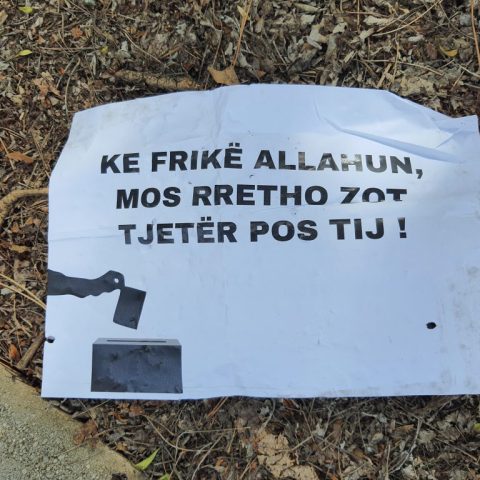 KE FRIKË ALLAHUN,
MOS RRETHO ZOT
TJETËR POS TIJ !